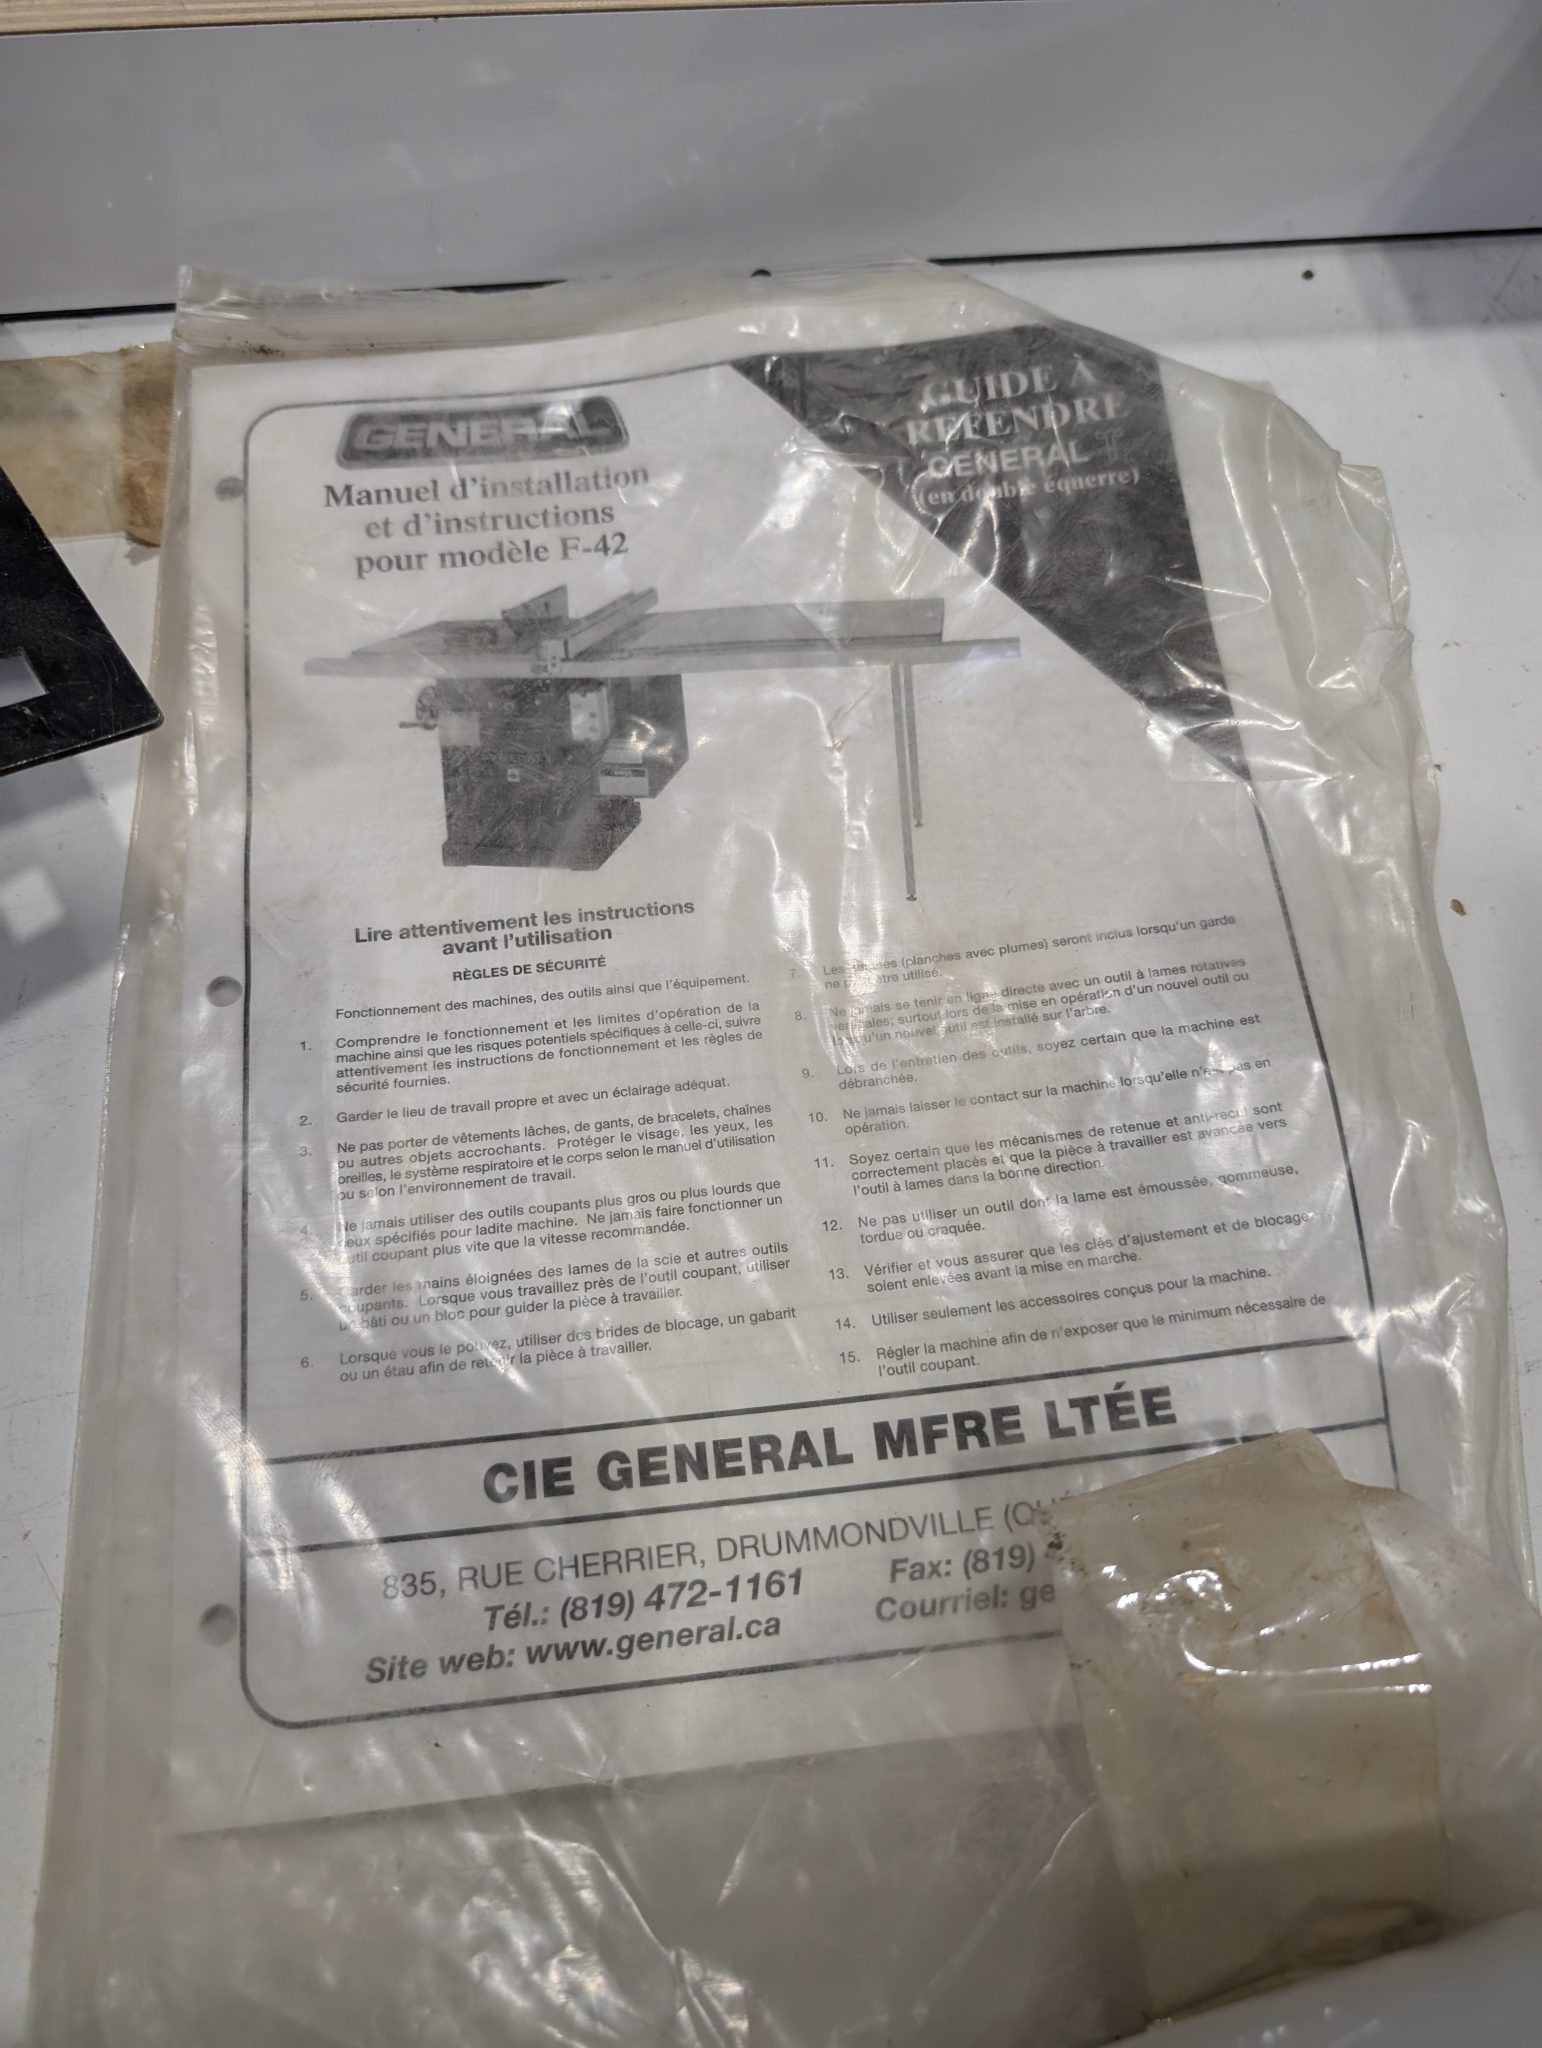 GENERAL
Manuel d'installation
et d'instructions
pour modèle F-42
GUIDE À
REFENDRE
GENERAL T
(en double équerre)
Lire attentivement les instructions
avant l'utilisation
RÈGLES DE SÉCURITÉ
Fonctionnement des machines, des outils ainsi que l'équipement.
1. Comprendre le fonctionnement et les limites d'opération de la
machine ainsi que les risques potentiels spécifiques à celle-ci, suivre
attentivement les instructions de fonctionnement et les règles de
sécurité fournies.
2. Garder le lieu de travail propre et avec un éclairage adéquat.
3. Ne pas porter de vêtements lâches, de gants, de bracelets, chaînes
ou autres objets accrochants. Protéger le visage, les yeux, les
oreilles, le système respiratoire et le corps selon le manuel d'utilisation
ou selon l'environnement de travail.
4. Ne jamais utiliser des outils coupants plus gros ou plus lourds que
ceux spécifiés pour ladite machine. Ne jamais faire fonctionner un
outil coupant plus vite que la vitesse recommandée.
5. Garder les mains éloignées des lames de la scie et autres outils
coupants. Lorsque vous travaillez près de l'outil coupant, utiliser
un bâti ou un bloc pour guider la pièce à travailler.
6. Lorsque vous le pouvez, utiliser des brides de blocage, un gabarit
ou un étau afin de retenir la pièce à travailler.
7. Les (planches avec plumes) seront inclus lorsqu'un garde
ne peut être utilisé.
8. Ne jamais se tenir en ligne directe avec un outil à lames rotatives
surtout lors de la mise en opération d'un nouvel outil ou
lorsqu'un nouvel outil est installé sur l'arbre.
9. Lors de l'entretien des outils, soyez certain que la machine est
débranchée.
10. Ne jamais laisser le contact sur la machine lorsqu'elle n'est pas en
opération.
11. Soyez certain que les mécanismes de retenue et anti-recul sont
correctement placés et que la pièce à travailler est avancée vers
l'outil à lames dans la bonne direction.
12. Ne pas utiliser un outil dont la lame est émoussée, gommeuse,
tordue ou craquée.
13. Vérifier et vous assurer que les clés d'ajustement et de blocage
soient enlevées avant la mise en marche.
14. Utiliser seulement les accessoires conçus pour la machine.
15. Régler la machine afin de n'exposer que le minimum nécessaire de
l'outil coupant.
CIE GENERAL MFRE LTÉE
835, RUE CHERRIER, DRUMMONDVILLE (QUÉ
Tél.: (819) 472-1161 Fax: (819)
Site web: www.general.ca Courriel: ge